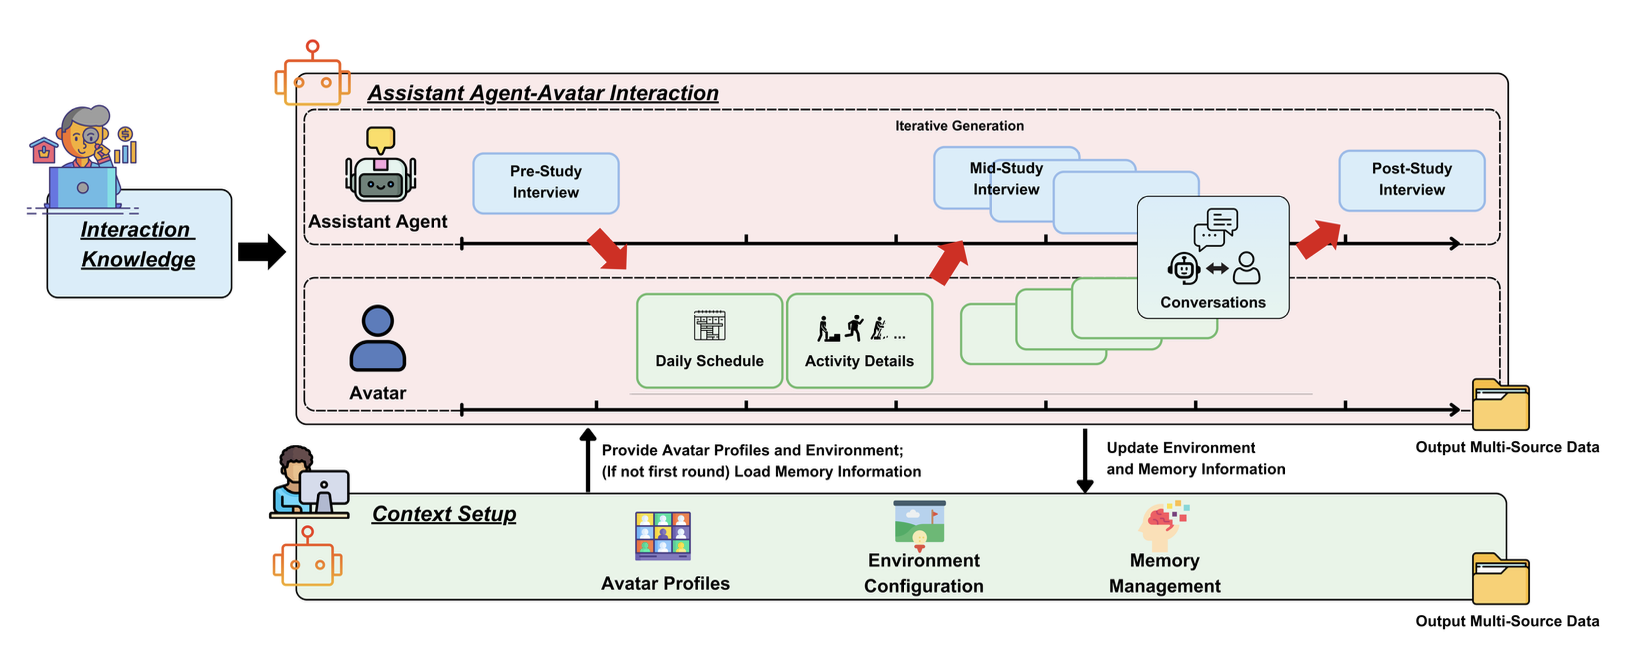 Assistant Agent-Avatar Interaction
Iterative Generation
Pre-Study
Interview
Mid-Study
Interview
Post-Study
Interview
Assistant Agent
Interaction
Knowledge
Conversations
Daily Schedule
Activity Details
...
Avatar
Output Multi-Source Data
Provide Avatar Profiles and Environment;
(If not first round) Load Memory Information
Update Environment
and Memory Information
Context Setup
Avatar Profiles
Environment
Configuration
Memory
Management
Output Multi-Source Data